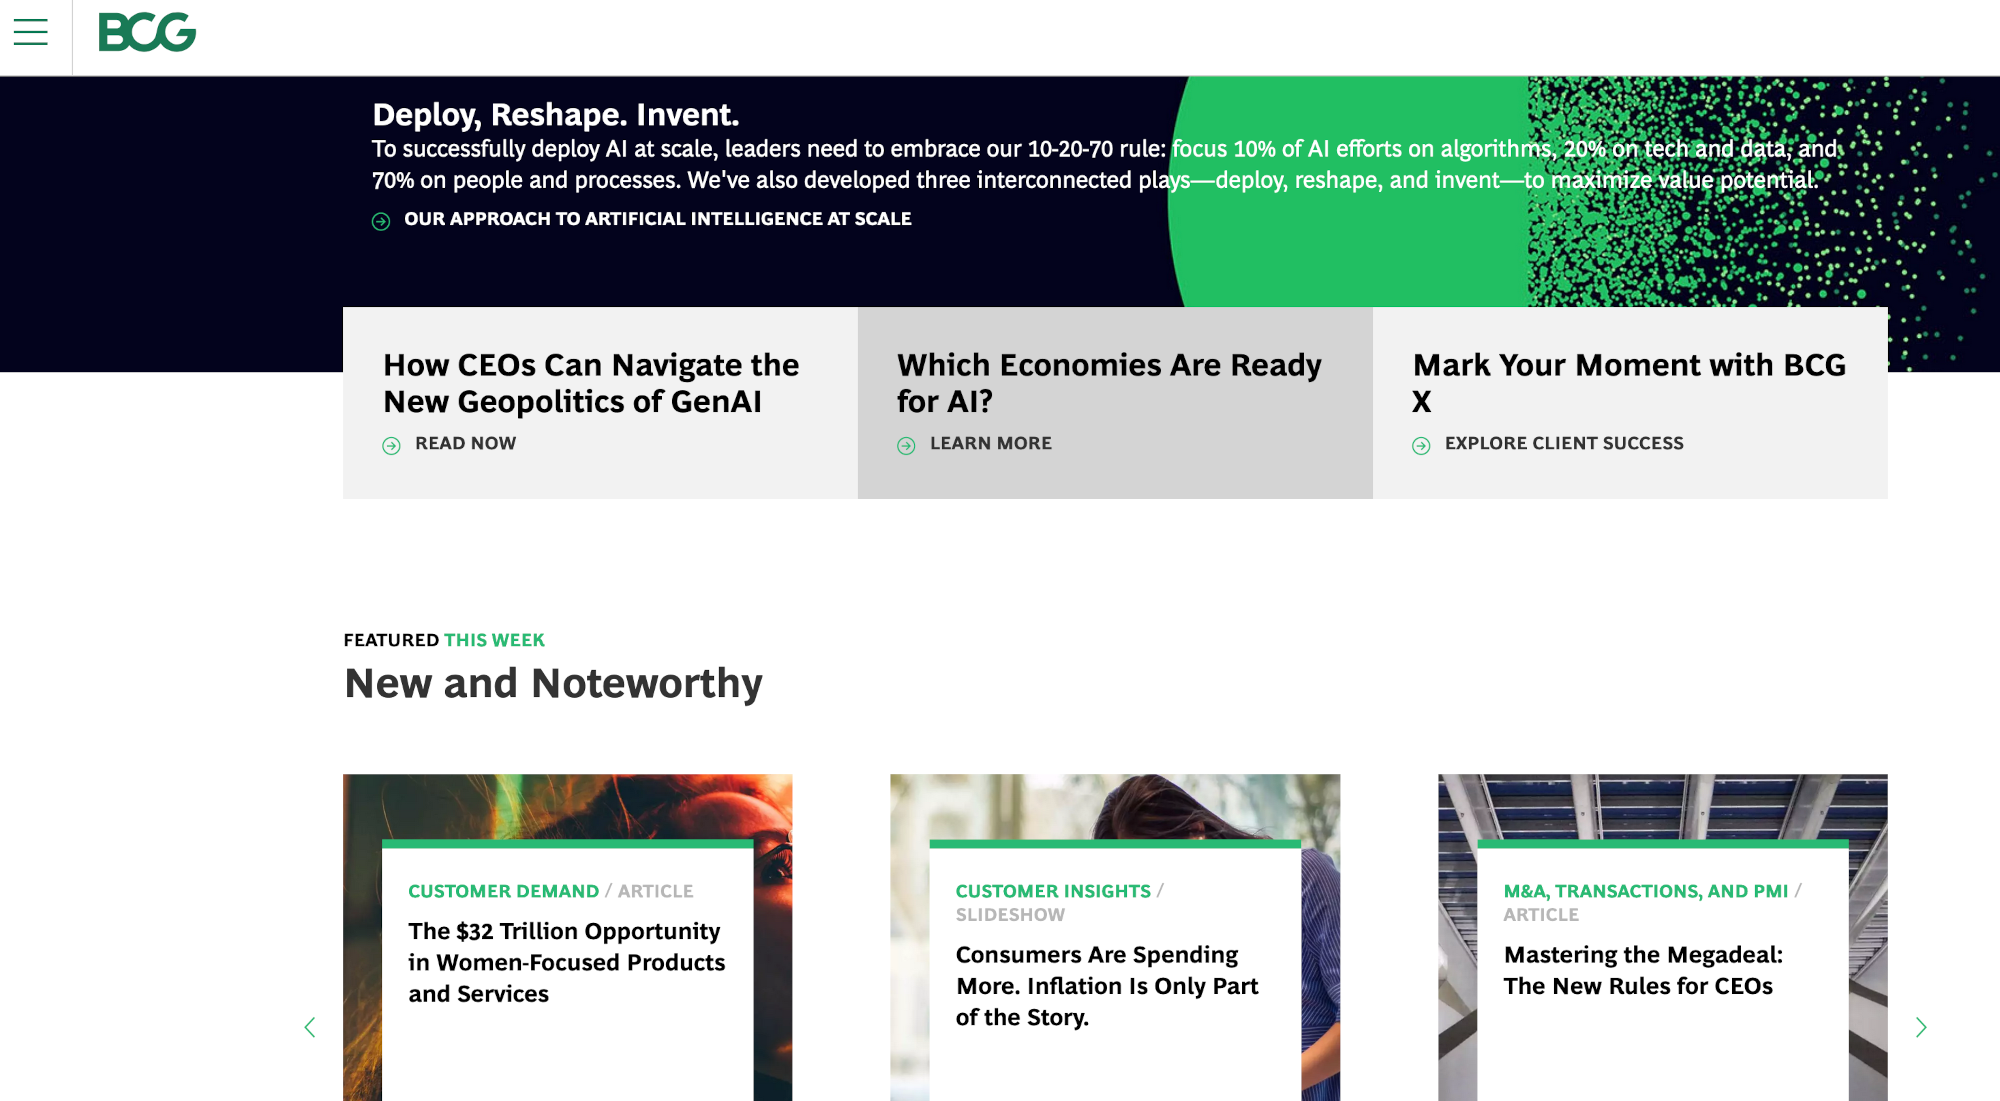 BCG
Deploy, Reshape. Invent.
To successfully deploy AI at scale, leaders need to embrace our 10-20-70 rule: focus 10% of AI efforts on algorithms, 20% on tech and data, and
70% on people and processes. We've also developed three interconnected plays—deploy, reshape, and invent—to maximize value potential.
OUR APPROACH TO ARTIFICIAL INTELLIGENCE AT SCALE
How CEOs Can Navigate the
New Geopolitics of GenAI
READ NOW
Which Economies Are Ready
for AI?
LEARN MORE
Mark Your Moment with BCG
X
EXPLORE CLIENT SUCCESS
FEATURED THIS WEEK
New and Noteworthy
CUSTOMER DEMAND / ARTICLE
The $32 Trillion Opportunity
in Women-Focused Products
and Services
CUSTOMER INSIGHTS /
SLIDESHOW
Consumers Are Spending
More. Inflation Is Only Part
of the Story.
M&A, TRANSACTIONS, AND PMI /
ARTICLE
Mastering the Megadeal:
The New Rules for CEOs